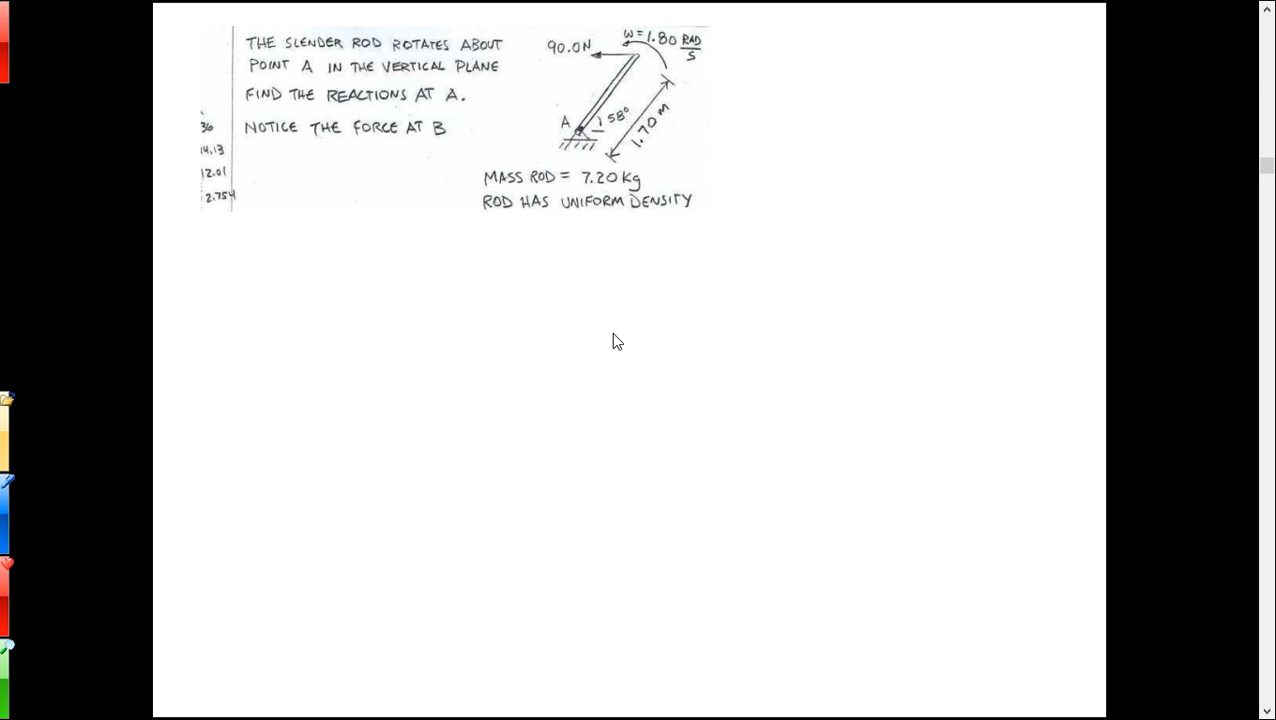 THE SLENDER ROD ROTATES ABOUT
POINT A IN THE VERTICAL PLANE
FIND THE REACTIONS AT A.
NOTICE THE FORCE AT B
36
14.13
12.01
2.754
90.0N
ω = 1.80 RAD/S
A
58°
1.70 m
MASS ROD = 7.20 kg
ROD HAS UNIFORM DENSITY